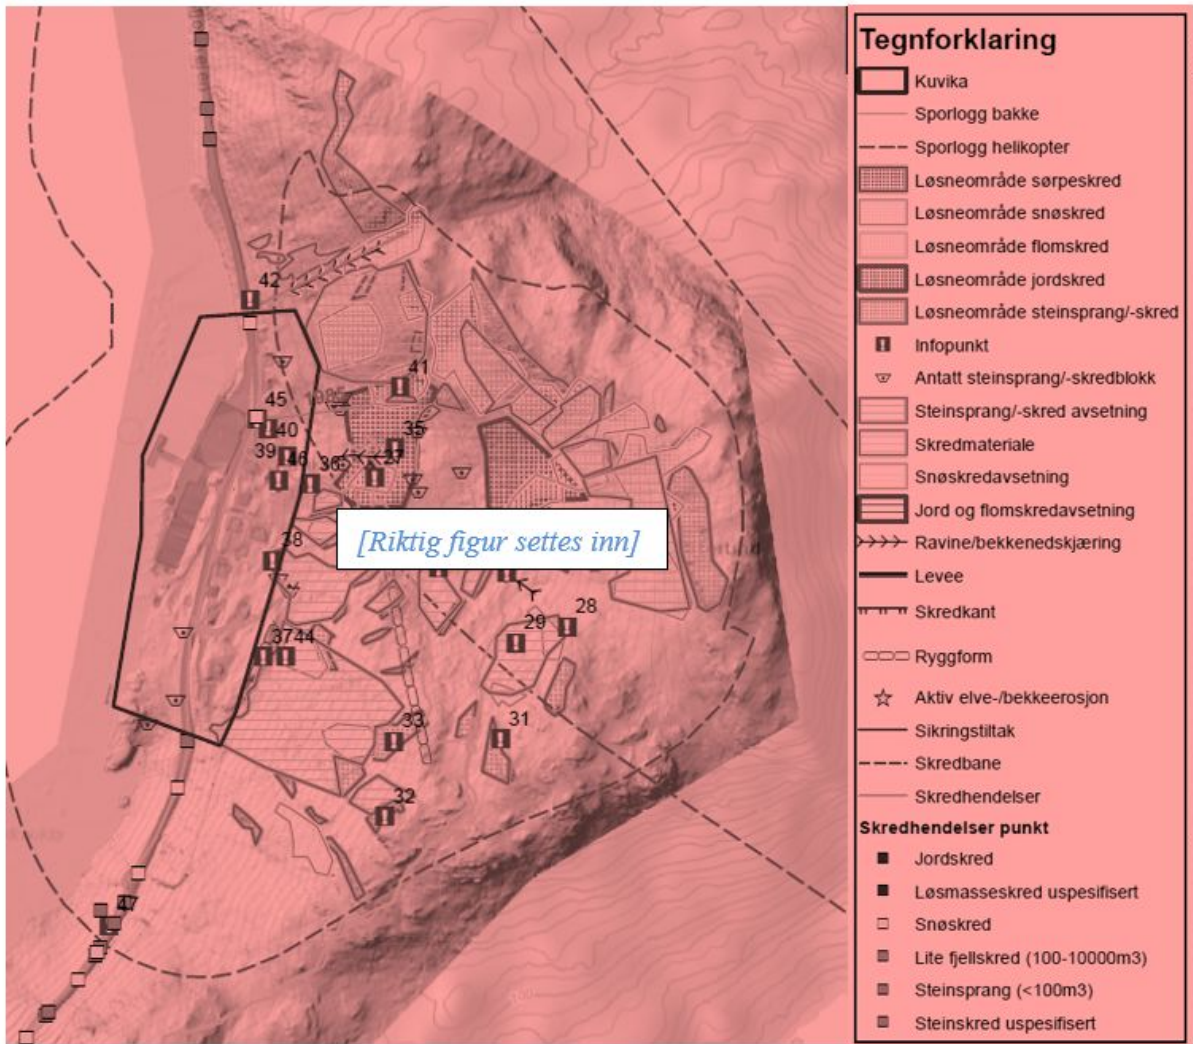 42
41
45
40
35
39
46
36
27
[Riktig figur settes inn]
38
28
29
3744
33
31
32
47
Tegnforklaring
Kuvika
Sporlogg bakke
Sporlogg helikopter
Løsneområde sørpeskred
Løsneområde snøskred
Løsneområde flomskred
Løsneområde jordskred
Løsneområde steinsprang/-skred
Infopunkt
Antatt steinsprang/-skredblokk
Steinsprang/-skred avsetning
Skredmateriale
Snøskredavsetning
Jord og flomskredavsetning
Ravine/bekkenedskjæring
Levee
Skredkant
Ryggform
Aktiv elve-/bekkeerosjon
Sikringstiltak
Skredbane
Skredhendelser
Skredhendelser punkt
Jordskred
Løsmasseskred uspesifisert
Snøskred
Lite fjellskred (100-10000m3)
Steinsprang (<100m3)
Steinskred uspesifisert